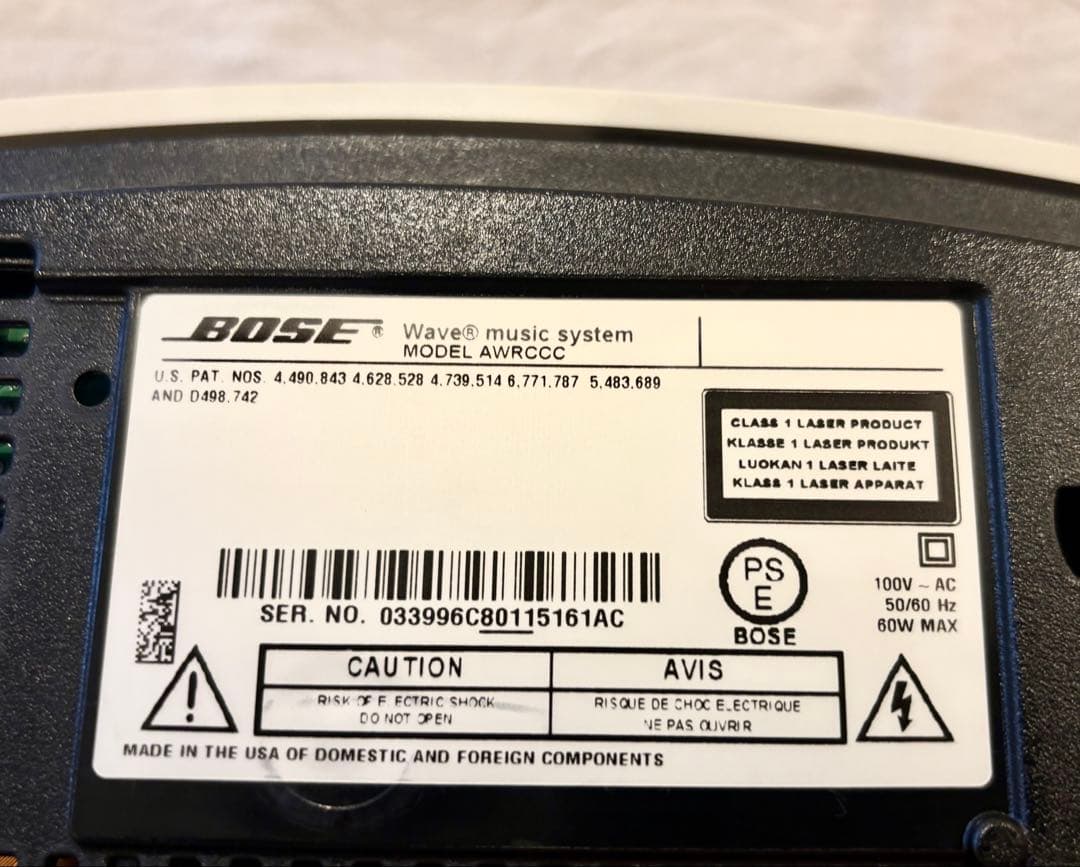 BOSE® Wave® music system
MODEL AWRCCC
U.S. PAT. NOS. 4,490,843 4,628,528 4,739,514 6,771,787 5,483,689
AND D498,742
CLASS 1 LASER PRODUCT
KLASSE 1 LASER PRODUKT
LUOKAN 1 LASER LAITE
KLASS 1 LASER APPARAT
PS
E
BOSE
100V ~ AC
50/60 Hz
60W MAX
SER. NO. 033996C80115161AC
CAUTION
RISK OF ELECTRIC SHOCK
DO NOT OPEN
AVIS
RISQUE DE CHOC ELECTRIQUE
NE PAS OUVRIR
MADE IN THE USA OF DOMESTIC AND FOREIGN COMPONENTS